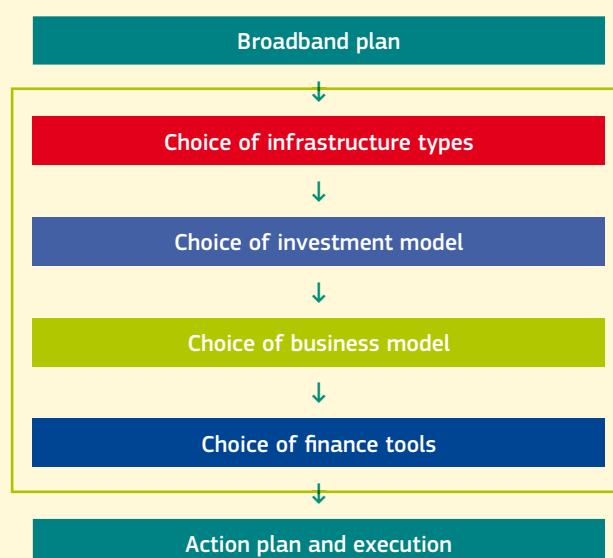 Broadband plan
Choice of infrastructure types
Choice of investment model
Choice of business model
Choice of finance tools
Action plan and execution